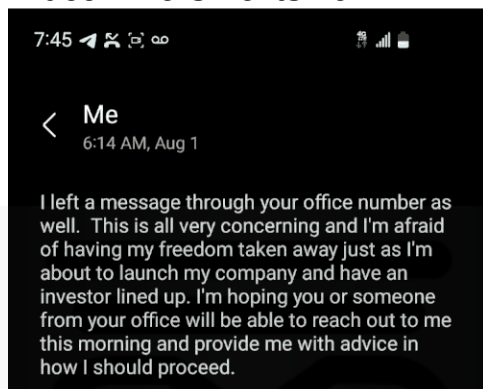 7:45
Me
6:14 AM, Aug 1
I left a message through your office number as
well.  This is all very concerning and I'm afraid
of having my freedom taken away just as I'm
about to launch my company and have an
investor lined up. I'm hoping you or someone
from your office will be able to reach out to me
this morning and provide me with advice in
how I should proceed.